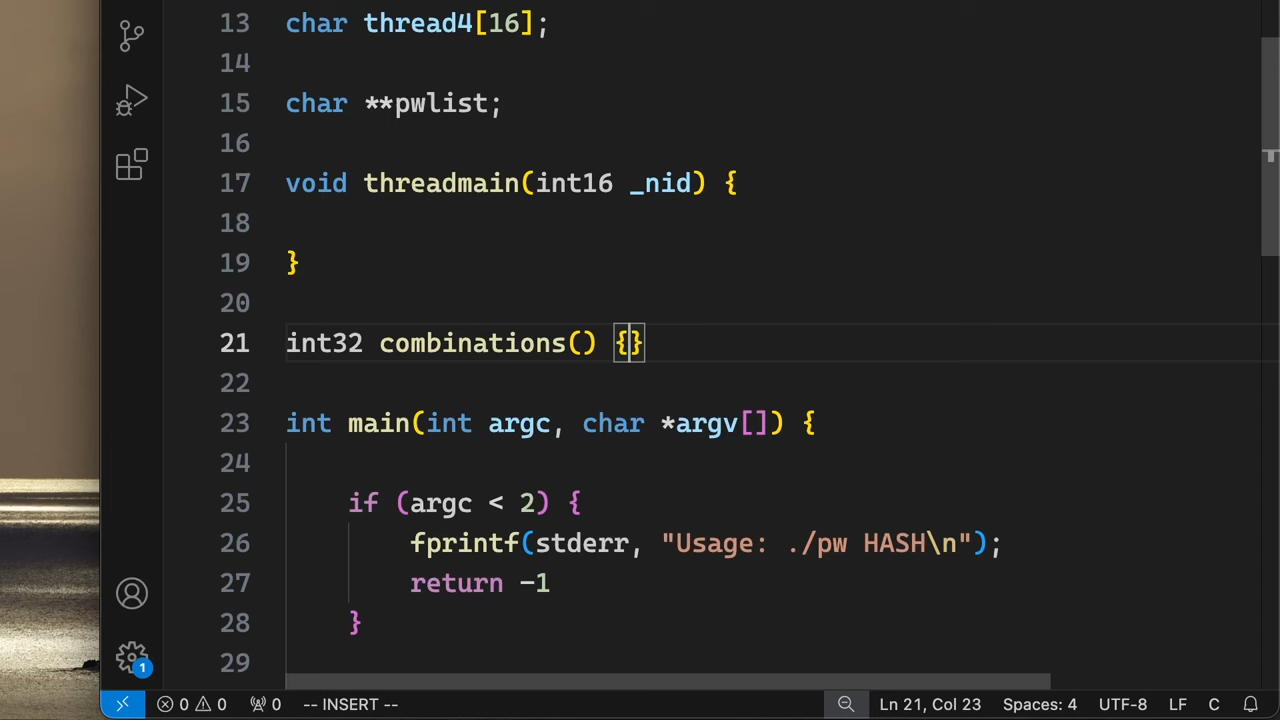 13 char thread4[16];
14
15 char **pwlist;
16
17 void threadmain(int16 _nid) {
18
19 }
20
21 int32 combinations() {}
22
23 int main(int argc, char *argv[]) {
24
25 if (argc < 2) {
26 fprintf(stderr, "Usage: ./pw HASH\n");
27 return -1
28 }
29
1
0 0 0 -- INSERT -- Ln 21, Col 23 Spaces: 4 UTF-8 LF C